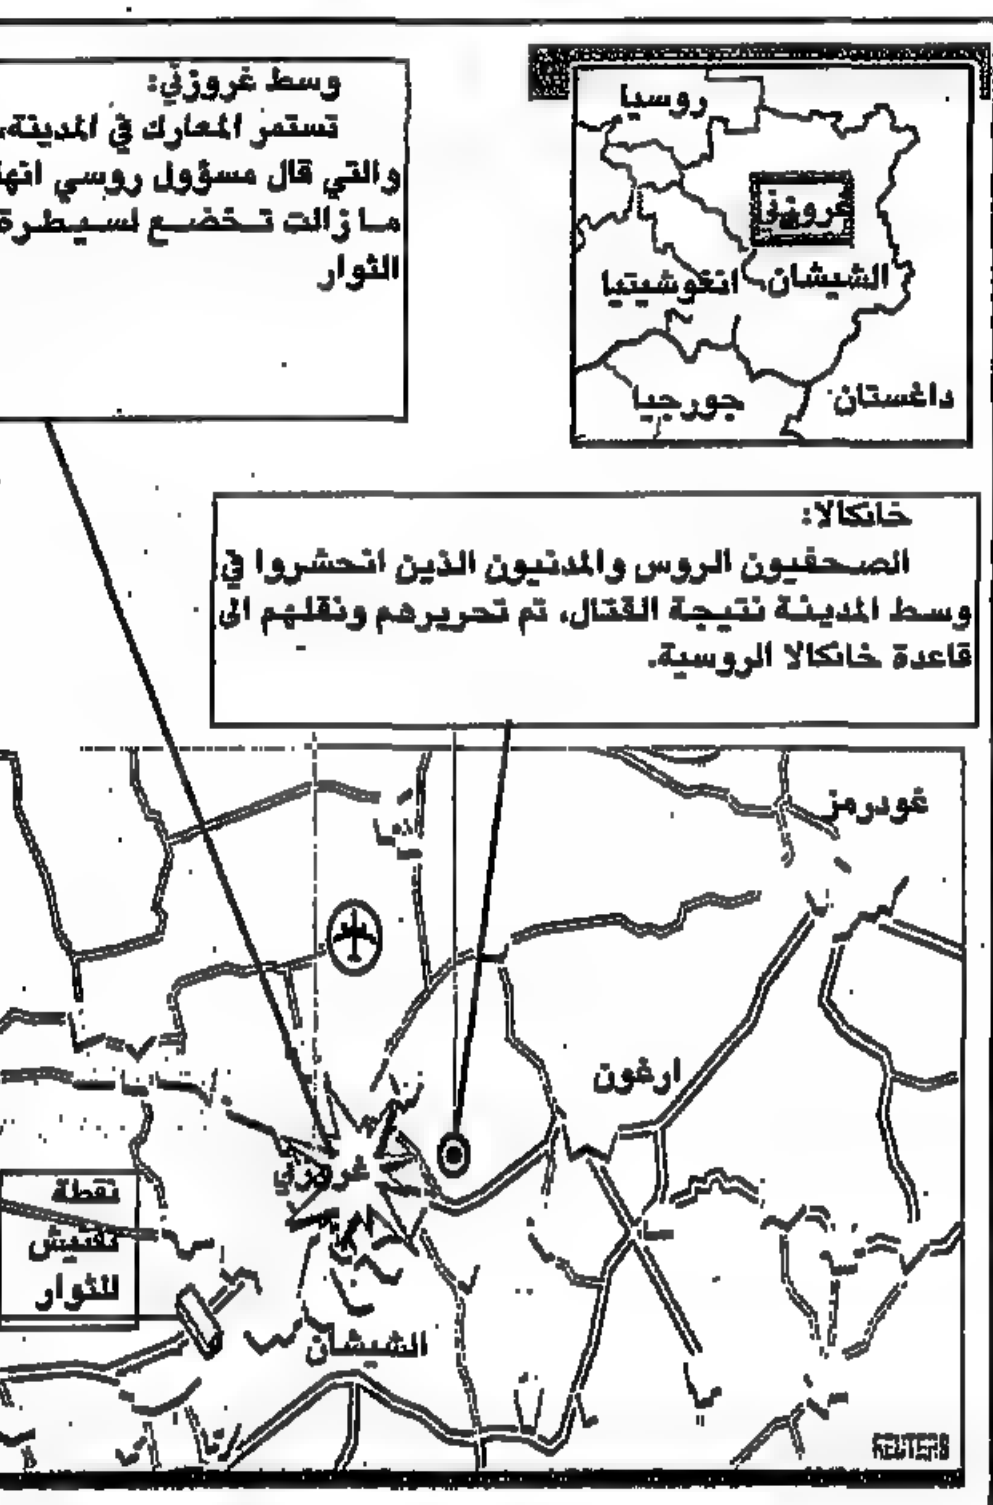 وسط غروزني:
تستمر المعارك في المدينة،
والتي قال مسؤول روسي انها
ما زالت تخضع لسيطرة
الثوار
روسيا
غروزني
الشيشان
انغوشيتيا
داغستان
جورجيا
خانكالا:
الصحفيون الروس والمدنيون الذين انحشروا في
وسط المدينة نتيجة القتال، تم تحريرهم ونقلهم الى
قاعدة خانكالا الروسية.
غودرمز
ارغون
غروزني
نقطة
تفتيش
للثوار
الشيشان
REUTERS